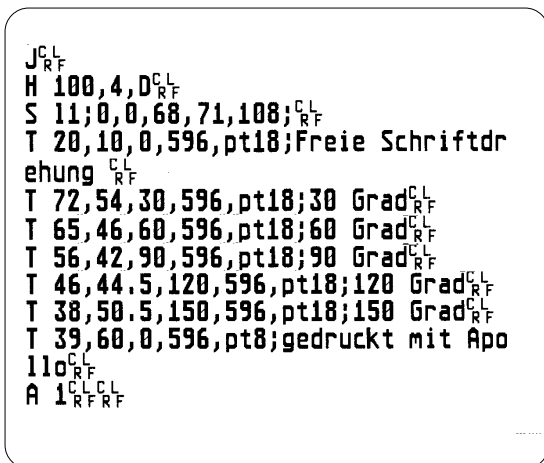 J␍␊
H 100,4,D␍␊
S l1;0,0,68,71,100;␍␊
T 20,10,0,596,pt18;Freie Schriftdr
ehung ␍␊
T 72,54,30,596,pt18;30 Grad␍␊
T 65,46,60,596,pt18;60 Grad␍␊
T 56,42,90,596,pt18;90 Grad␍␊
T 46,44.5,120,596,pt18;120 Grad␍␊
T 38,50.5,150,596,pt18;150 Grad␍␊
T 39,60,0,596,pt8;gedruckt mit Apo
llo␍␊
A 1␍␊␍␊